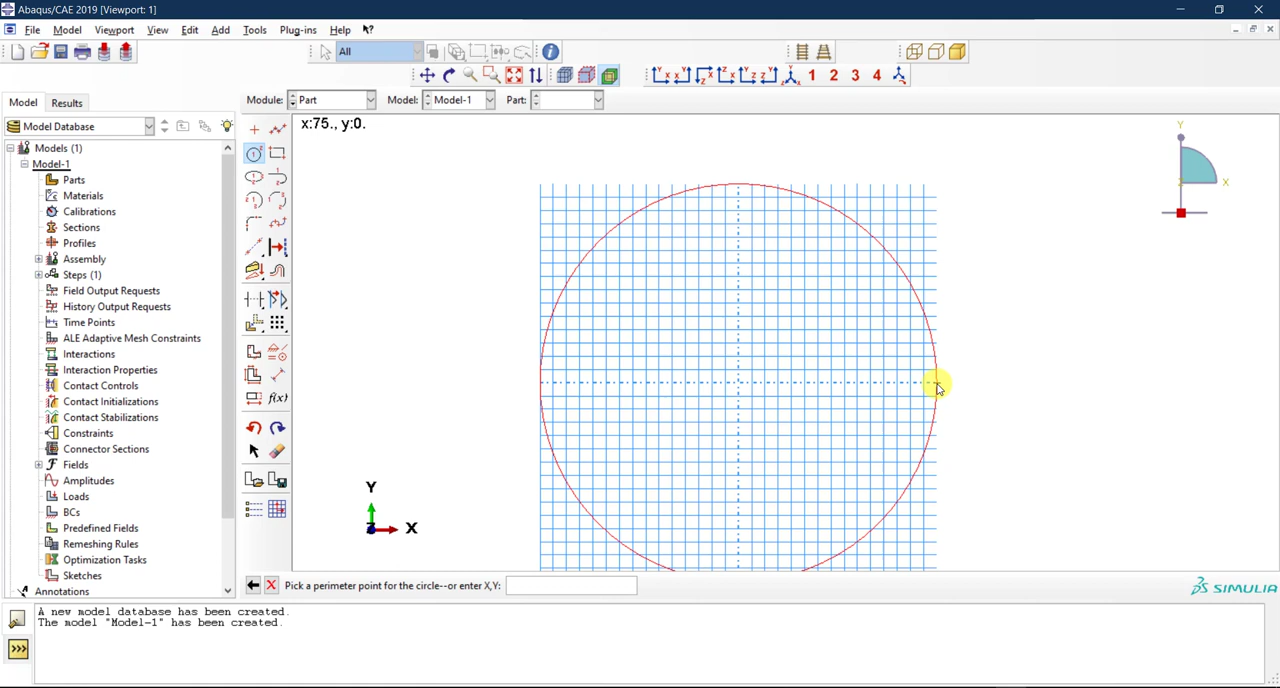 Abaqus/CAE 2019 [Viewport: 1]
File Model Viewport View Edit Add Tools Plug-ins Help
All
1 2 3 4
Model Results Module: Part Model: Model-1 Part:
Model Database
x:75., y:0.
Models (1)
Model-1
Parts
Materials
Calibrations
Sections
Profiles
Assembly
Steps (1)
Field Output Requests
History Output Requests
Time Points
ALE Adaptive Mesh Constraints
Interactions
Interaction Properties
Contact Controls
Contact Initializations
Contact Stabilizations
Constraints
Connector Sections
Fields
Amplitudes
Loads
BCs
Predefined Fields
Remeshing Rules
Optimization Tasks
Sketches
Annotations
f(x)
Y
X
Z
Y
X
Z
Pick a perimeter point for the circle--or enter X,Y:
SIMULIA
A new model database has been created.
The model "Model-1" has been created.
>>>